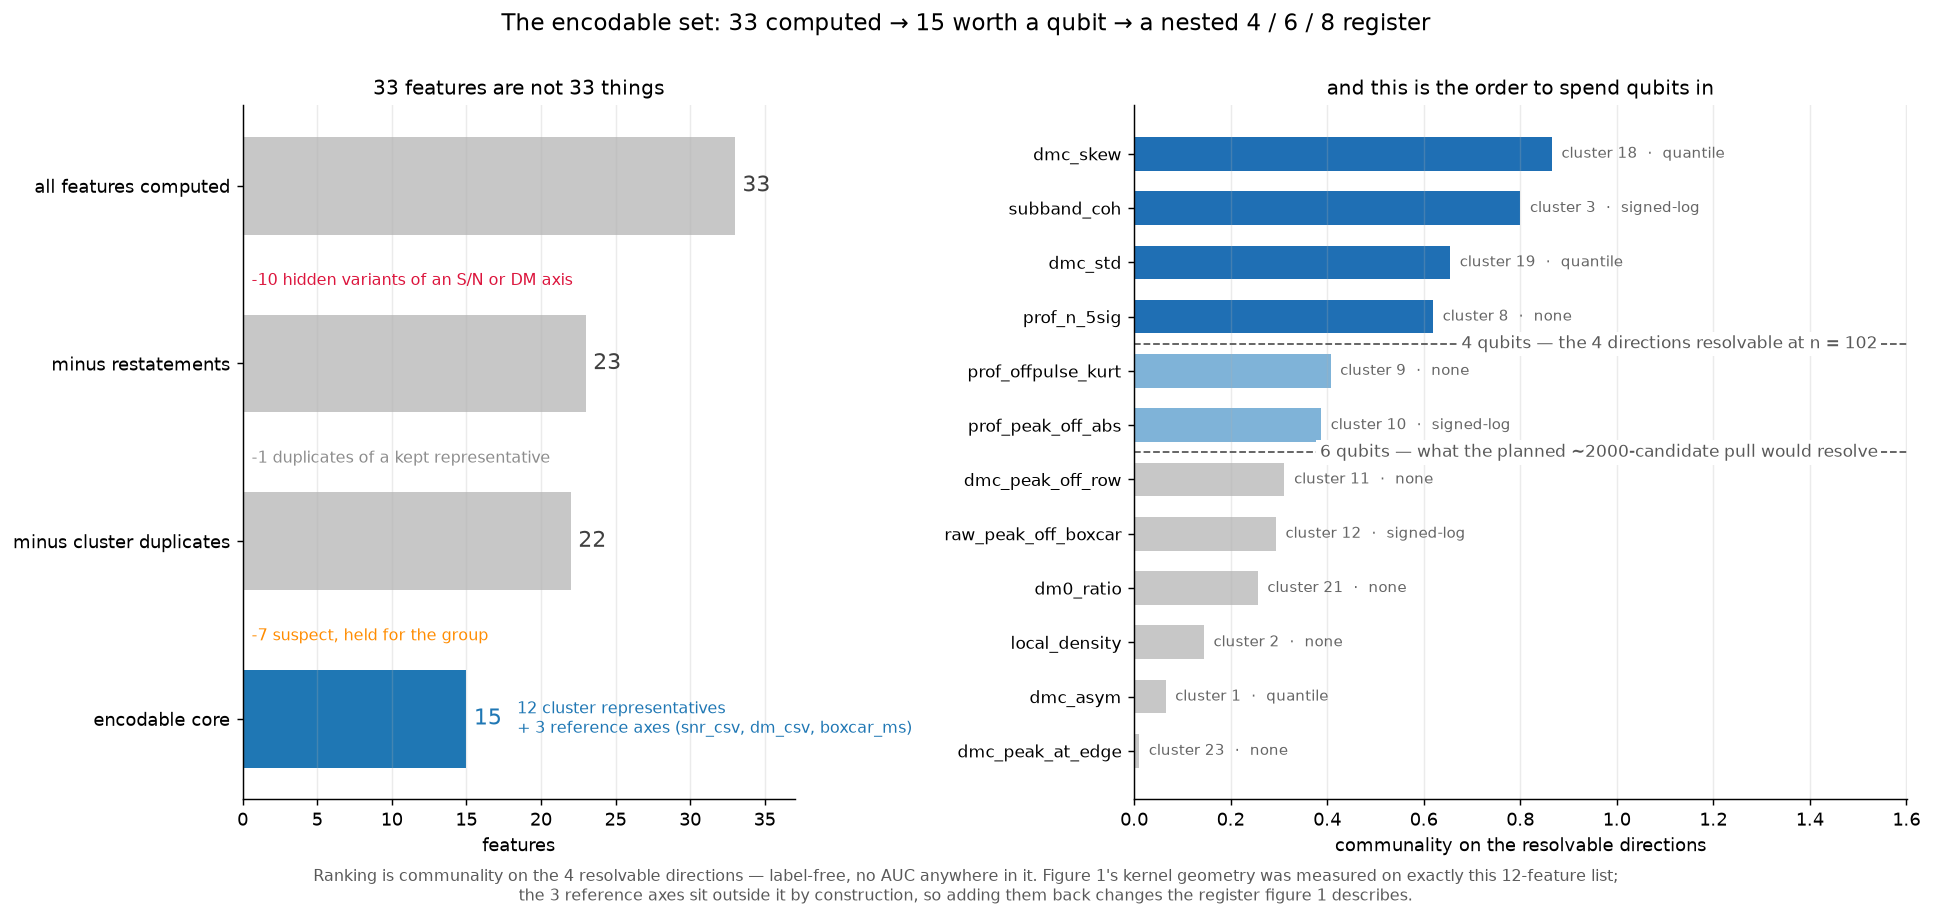 The encodable set: 33 computed → 15 worth a qubit → a nested 4 / 6 / 8 register
33 features are not 33 things
all features computed
33
-10 hidden variants of an S/N or DM axis
minus restatements
23
-1 duplicates of a kept representative
minus cluster duplicates
22
-7 suspect, held for the group
encodable core
15
12 cluster representatives
+ 3 reference axes (snr_csv, dm_csv, boxcar_ms)
0 5 10 15 20 25 30 35
features
and this is the order to spend qubits in
dmc_skew cluster 18 · quantile
subband_coh cluster 3 · signed-log
dmc_std cluster 19 · quantile
prof_n_5sig cluster 8 · none
4 qubits — the 4 directions resolvable at n = 102
prof_offpulse_kurt cluster 9 · none
prof_peak_off_abs cluster 10 · signed-log
6 qubits — what the planned ~2000-candidate pull would resolve
dmc_peak_off_row cluster 11 · none
raw_peak_off_boxcar cluster 12 · signed-log
dm0_ratio cluster 21 · none
local_density cluster 2 · none
dmc_asym cluster 1 · quantile
dmc_peak_at_edge cluster 23 · none
0.0 0.2 0.4 0.6 0.8 1.0 1.2 1.4 1.6
communality on the resolvable directions
Ranking is communality on the 4 resolvable directions — label-free, no AUC anywhere in it. Figure 1's kernel geometry was measured on exactly this 12-feature list;
the 3 reference axes sit outside it by construction, so adding them back changes the register figure 1 describes.